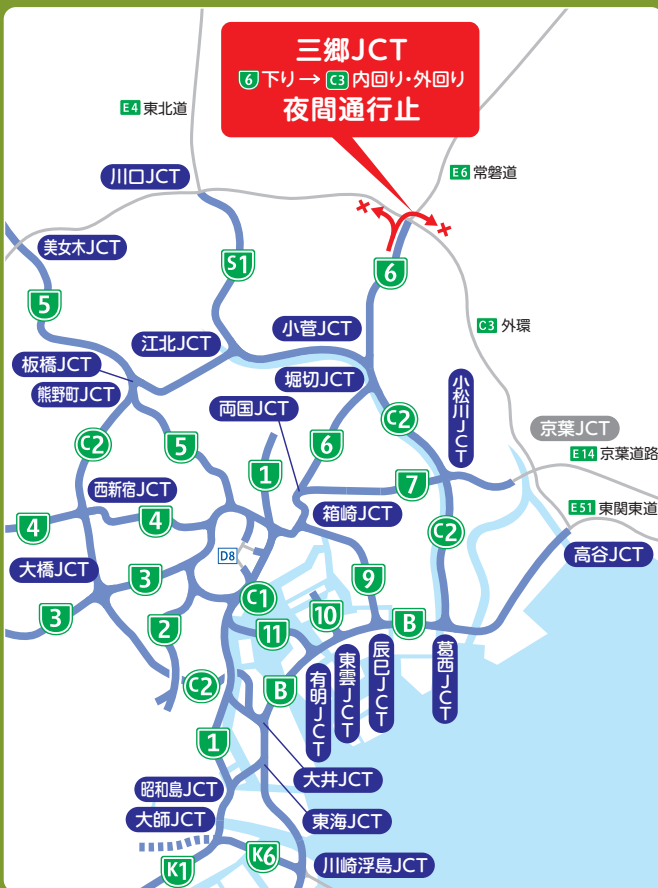 三郷JCT
6 下り→ C3 内回り・外回り
夜間通行止
E4 東北道
川口JCT
E6 常磐道
美女木JCT
S1
6
5
C3 外環
江北JCT
小菅JCT
板橋JCT
堀切JCT
熊野町JCT
両国JCT
小松川JCT
C2
C2
5
6
1
京葉JCT
E14 京葉道路
西新宿JCT
7
4
4
箱崎JCT
E51 東関東道
C2
D8
高谷JCT
大橋JCT
3
9
C1
10
3
2
11
B
有明JCT
東雲JCT
辰巳JCT
葛西JCT
C2
B
1
大井JCT
昭和島JCT
大師JCT
東海JCT
K1
K6
川崎浮島JCT